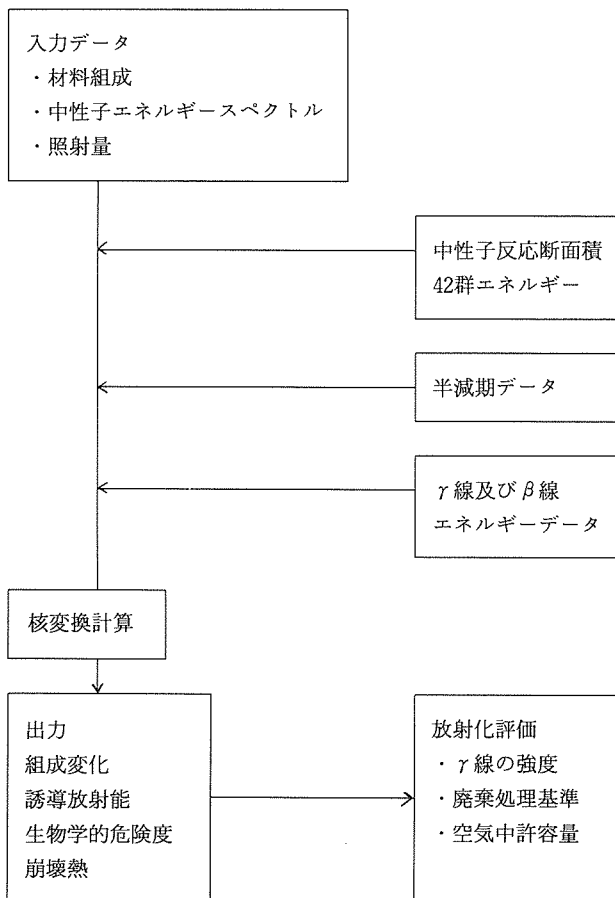 入力データ
・材料組成
・中性子エネルギースペクトル
・照射量
中性子反応断面積
42群エネルギー
半減期データ
γ線及びβ線
エネルギーデータ
核変換計算
出力
組成変化
誘導放射能
生物学的危険度
崩壊熱
放射化評価
・γ線の強度
・廃棄処理基準
・空気中許容量